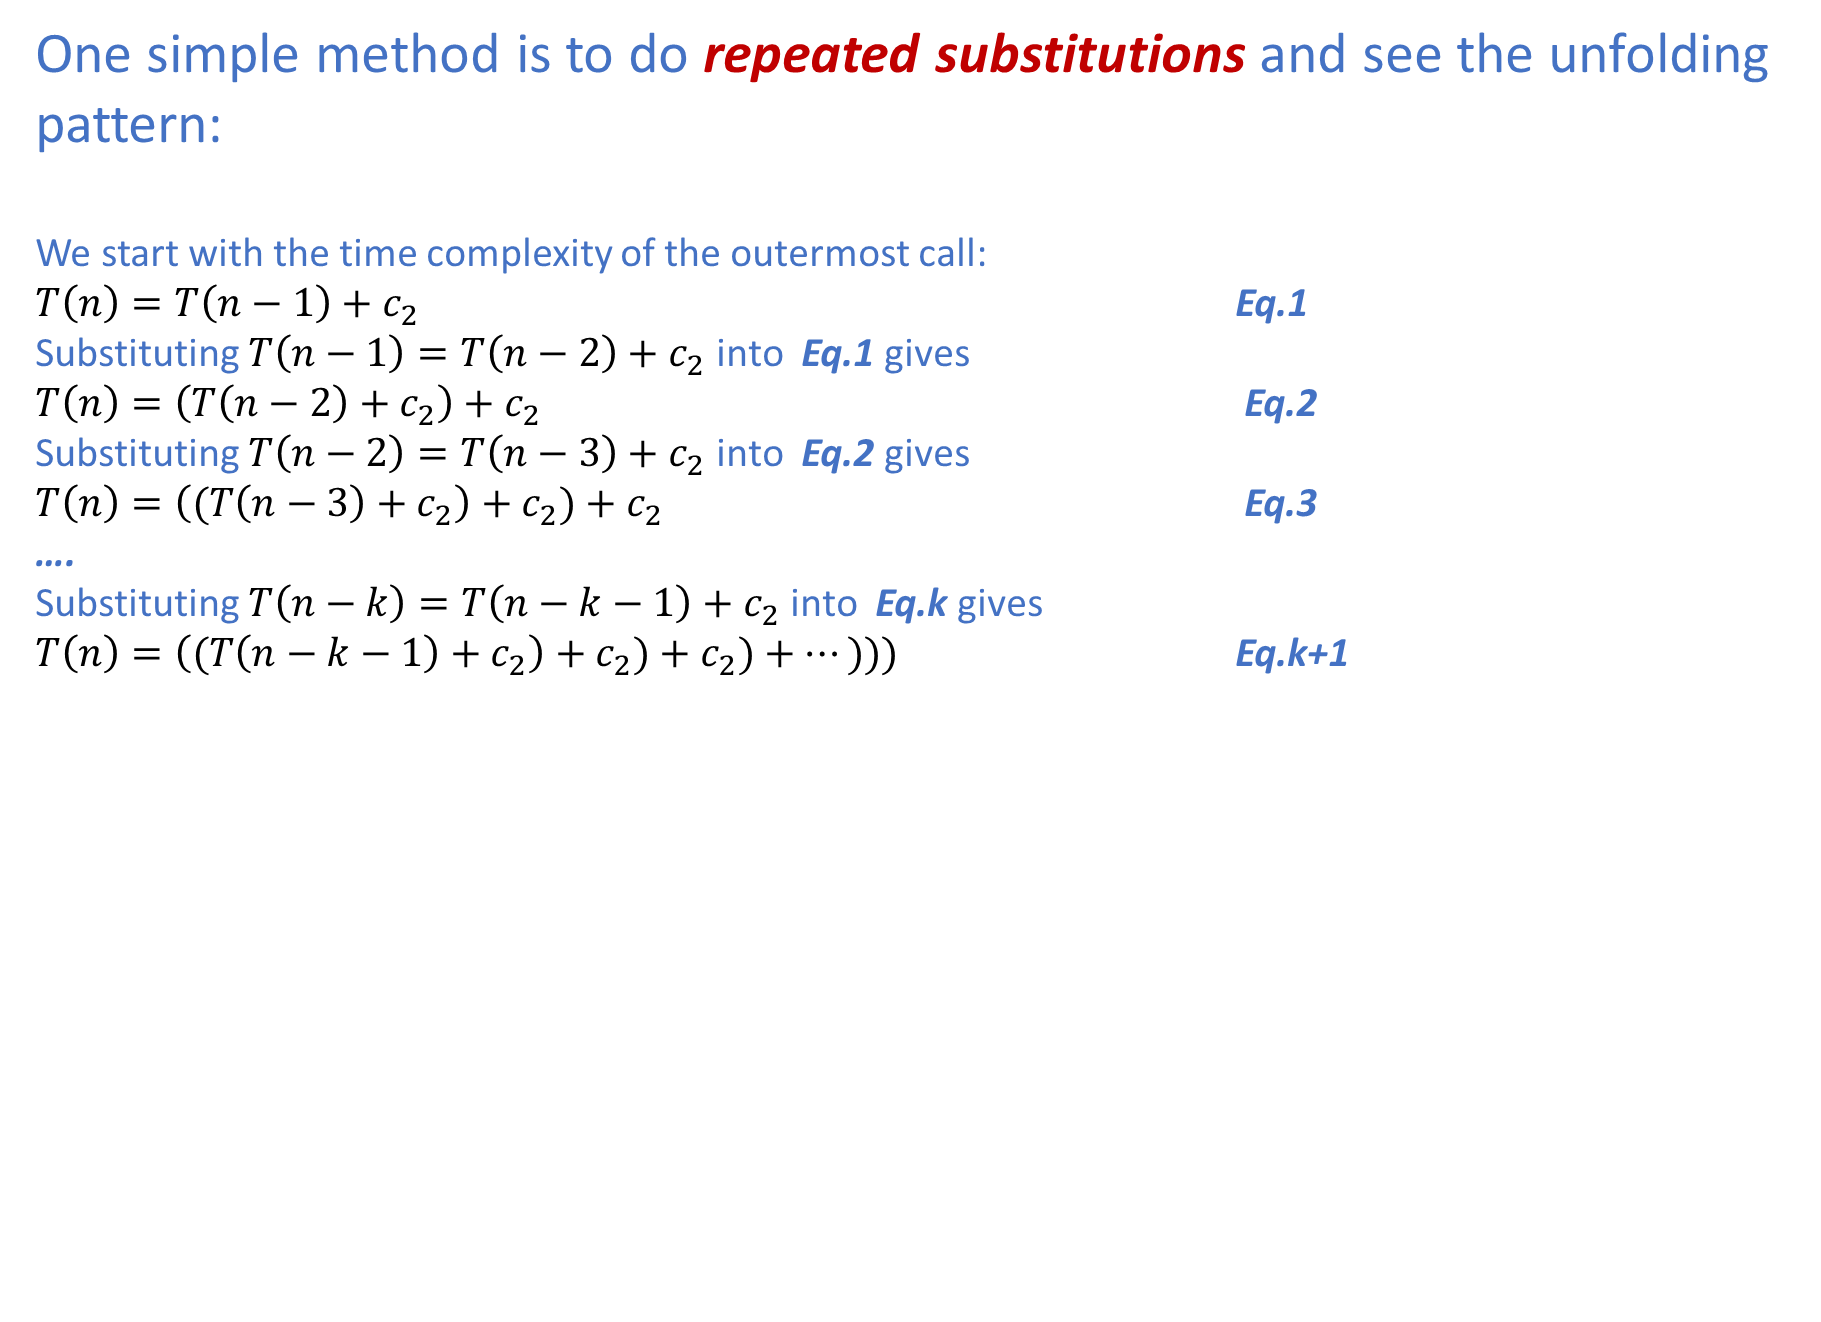 One simple method is to do repeated substitutions and see the unfolding
pattern:
We start with the time complexity of the outermost call:
T(n) = T(n − 1) + c₂ Eq.1
Substituting T(n − 1) = T(n − 2) + c₂ into Eq.1 gives
T(n) = (T(n − 2) + c₂) + c₂ Eq.2
Substituting T(n − 2) = T(n − 3) + c₂ into Eq.2 gives
T(n) = ((T(n − 3) + c₂) + c₂) + c₂ Eq.3
....
Substituting T(n − k) = T(n − k − 1) + c₂ into Eq.k gives
T(n) = ((T(n − k − 1) + c₂) + c₂) + c₂) + ⋯ ))) Eq.k+1